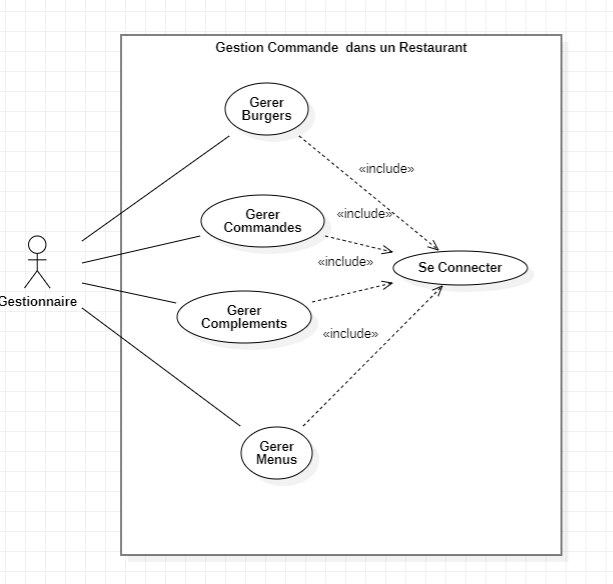 Gestion Commande dans un Restaurant
Gerer
Burgers
«include»
«include»
Gerer
Commandes
«include»
Se Connecter
Gestionnaire
Gerer
Complements
«include»
Gerer
Menus